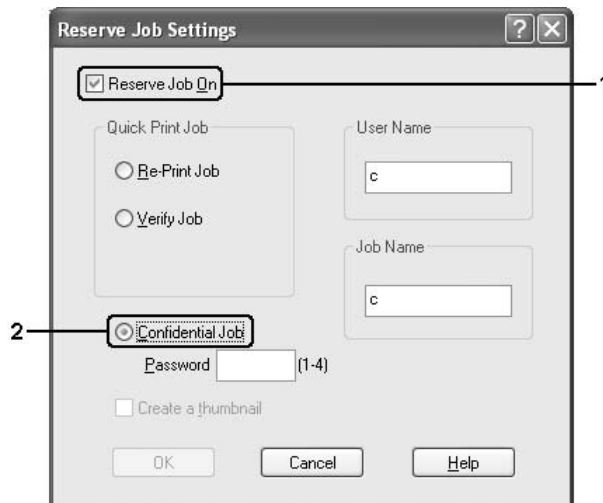 Reserve Job Settings
Reserve Job On
1
Quick Print Job
Re-Print Job
Verify Job
User Name
c
Job Name
c
2
Confidential Job
Password (1-4)
Create a thumbnail
OK Cancel Help